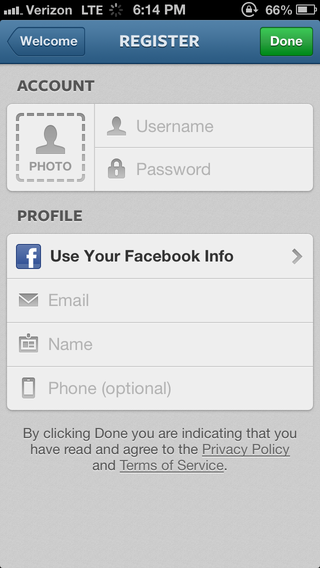 Verizon LTE 6:14 PM 66%
Welcome REGISTER Done
ACCOUNT
PHOTO
Username
Password
PROFILE
f Use Your Facebook Info
Email
Name
Phone (optional)
By clicking Done you are indicating that you
have read and agree to the Privacy Policy
and Terms of Service.